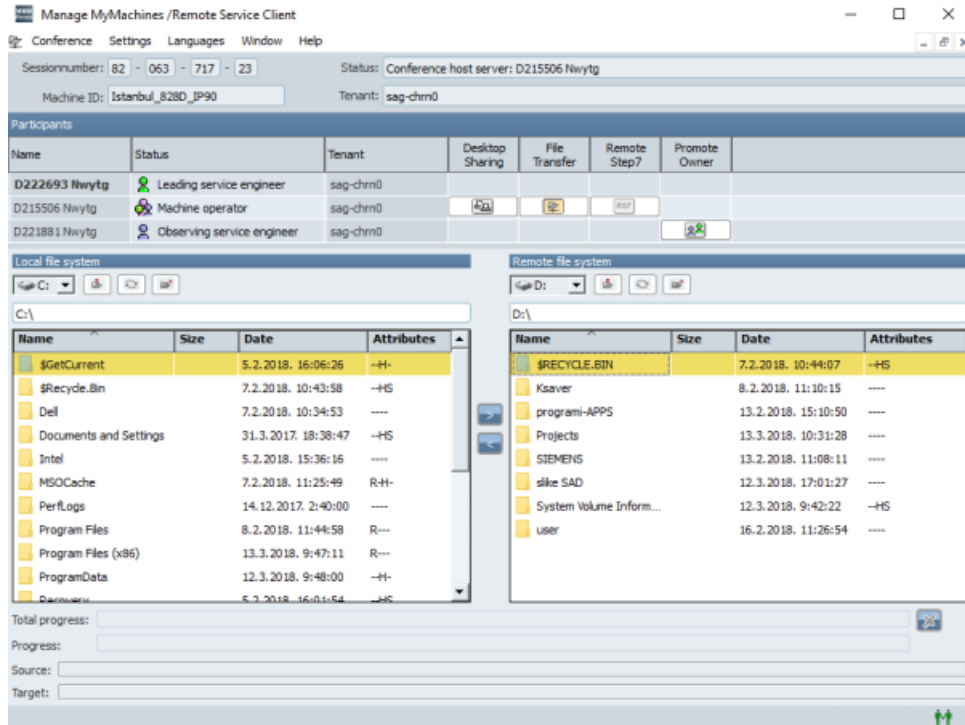 Manage MyMachines /Remote Service Client
Conference Settings Languages Window Help
Sessionnumber: 82 - 063 - 717 - 23 Status: Conference host server: D215506 Nwytg
Machine ID: Istanbul_828D_IP90 Tenant: sag-chrn0
Participants
Name Status Tenant Desktop Sharing File Transfer Remote Step7 Promote Owner
D222693 Nwytg Leading service engineer sag-chrn0
D215506 Nwytg Machine operator sag-chrn0
D221881 Nwytg Observing service engineer sag-chrn0
Local file system Remote file system
C: D:
C:\ D:\
Name Size Date Attributes Name Size Date Attributes
$GetCurrent 5.2.2018. 16:06:26 --H- $RECYCLE.BIN 7.2.2018. 10:44:07 --HS
$Recycle.Bin 7.2.2018. 10:43:58 --HS Ksaver 8.2.2018. 11:10:15 ----
Dell 7.2.2018. 10:34:53 ---- programi-APPS 13.2.2018. 15:10:50 ----
Documents and Settings 31.3.2017. 18:38:47 --HS Projects 13.3.2018. 10:31:28 ----
Intel 5.2.2018. 15:36:16 ---- SIEMENS 13.2.2018. 11:08:11 ----
MSOCache 7.2.2018. 11:25:49 R-H- slike SAD 12.3.2018. 17:01:27 ----
PerfLogs 14.12.2017. 2:40:00 ---- System Volume Inform... 12.3.2018. 9:42:22 --HS
Program Files 8.2.2018. 11:44:58 R--- user 16.2.2018. 11:26:54 ----
Program Files (x86) 13.3.2018. 9:47:11 R---
ProgramData 12.3.2018. 9:48:00 --H-
Recovery 5.2.2018. 16:01:54 --HS
Total progress:
Progress:
Source:
Target: